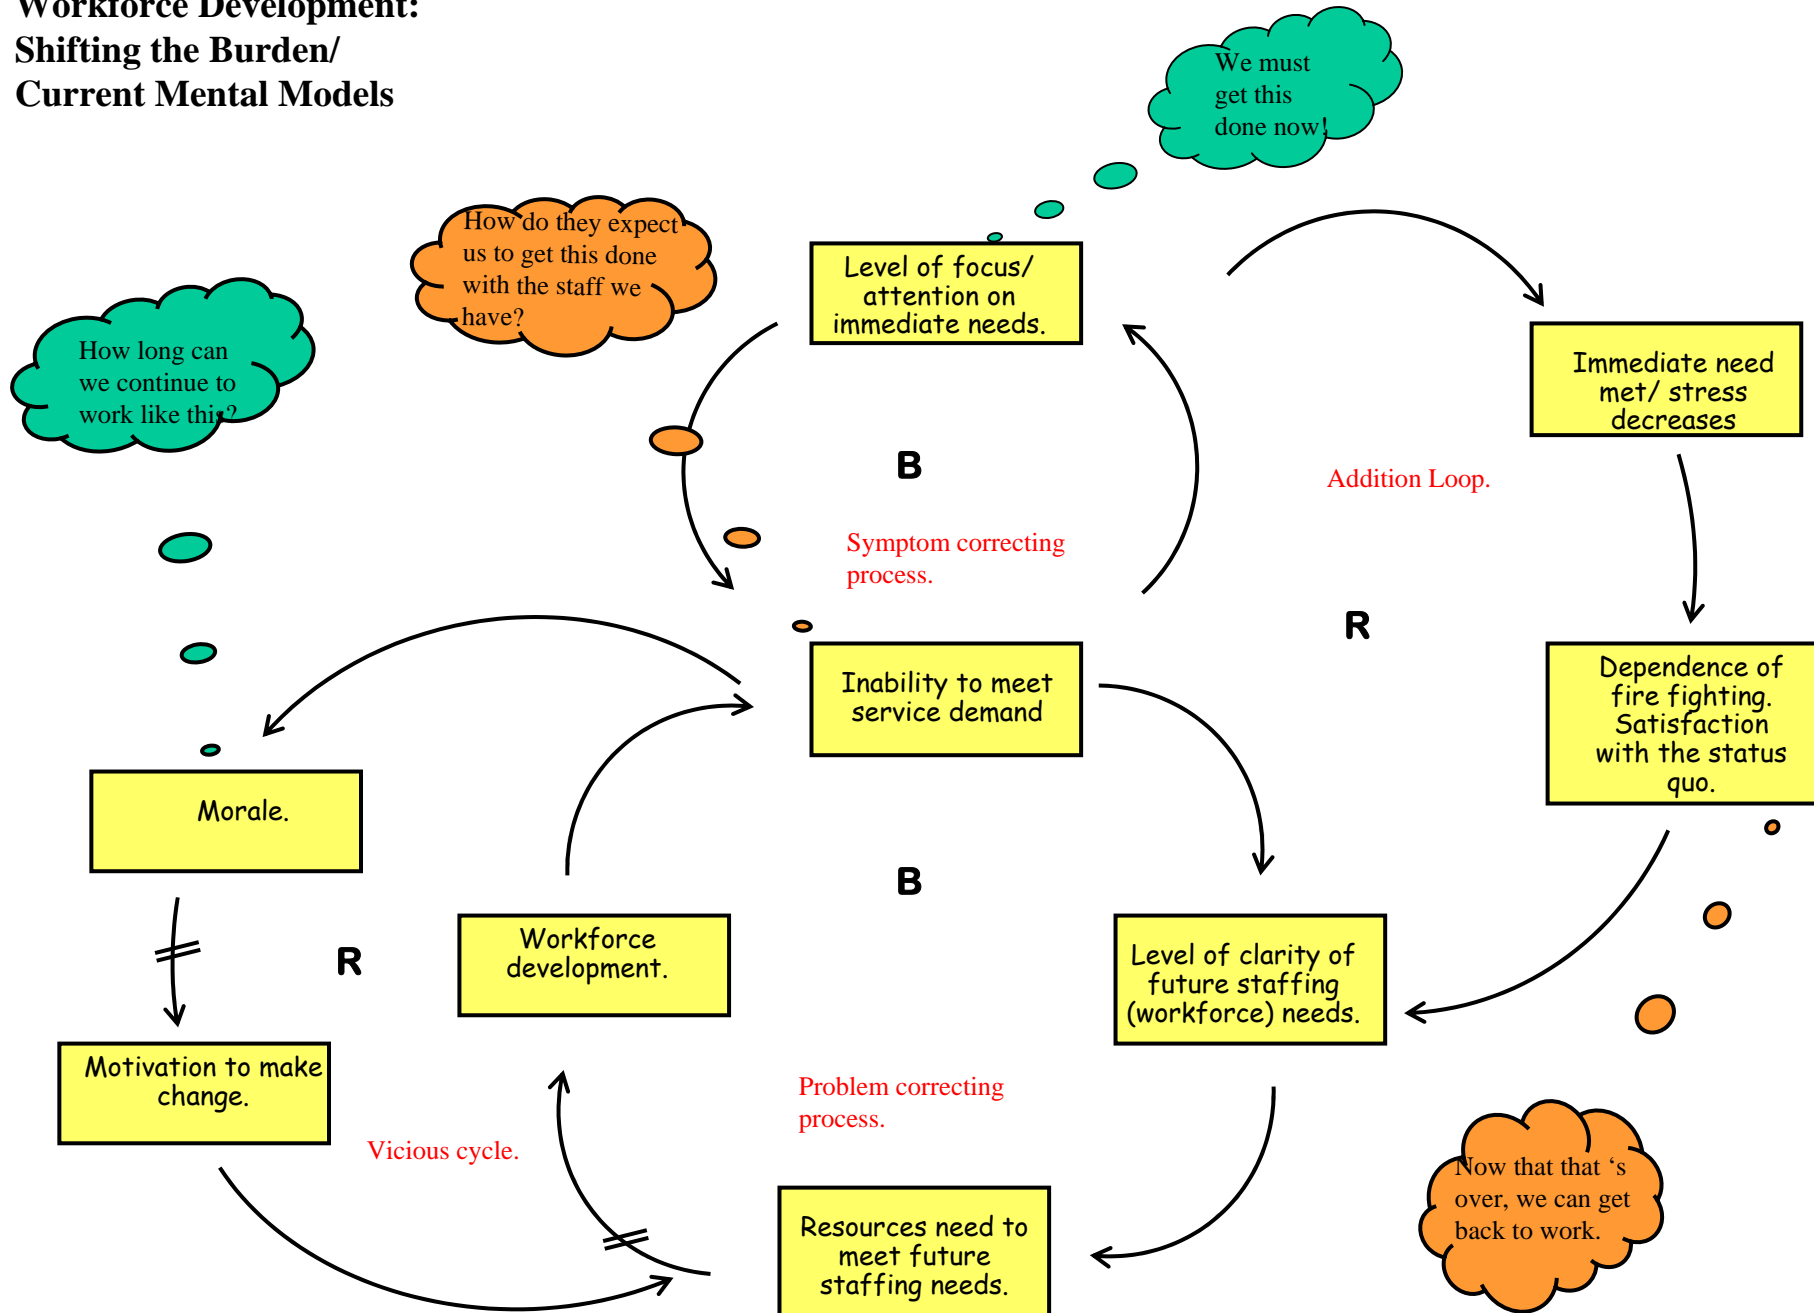 Workforce Development:
Shifting the Burden/
Current Mental Models
We must
get this
done now!
How do they expect
us to get this done
with the staff we
have?
Level of focus/
attention on
immediate needs.
How long can
we continue to
work like this?
Immediate need
met/ stress
decreases
B
Addition Loop.
Symptom correcting
process.
R
Inability to meet
service demand
Dependence of
fire fighting.
Satisfaction
with the status
quo.
Morale.
B
R
Workforce
development.
Level of clarity of
future staffing
(workforce) needs.
Motivation to make
change.
Problem correcting
process.
Vicious cycle.
Now that that ‘s
over, we can get
back to work.
Resources need to
meet future
staffing needs.